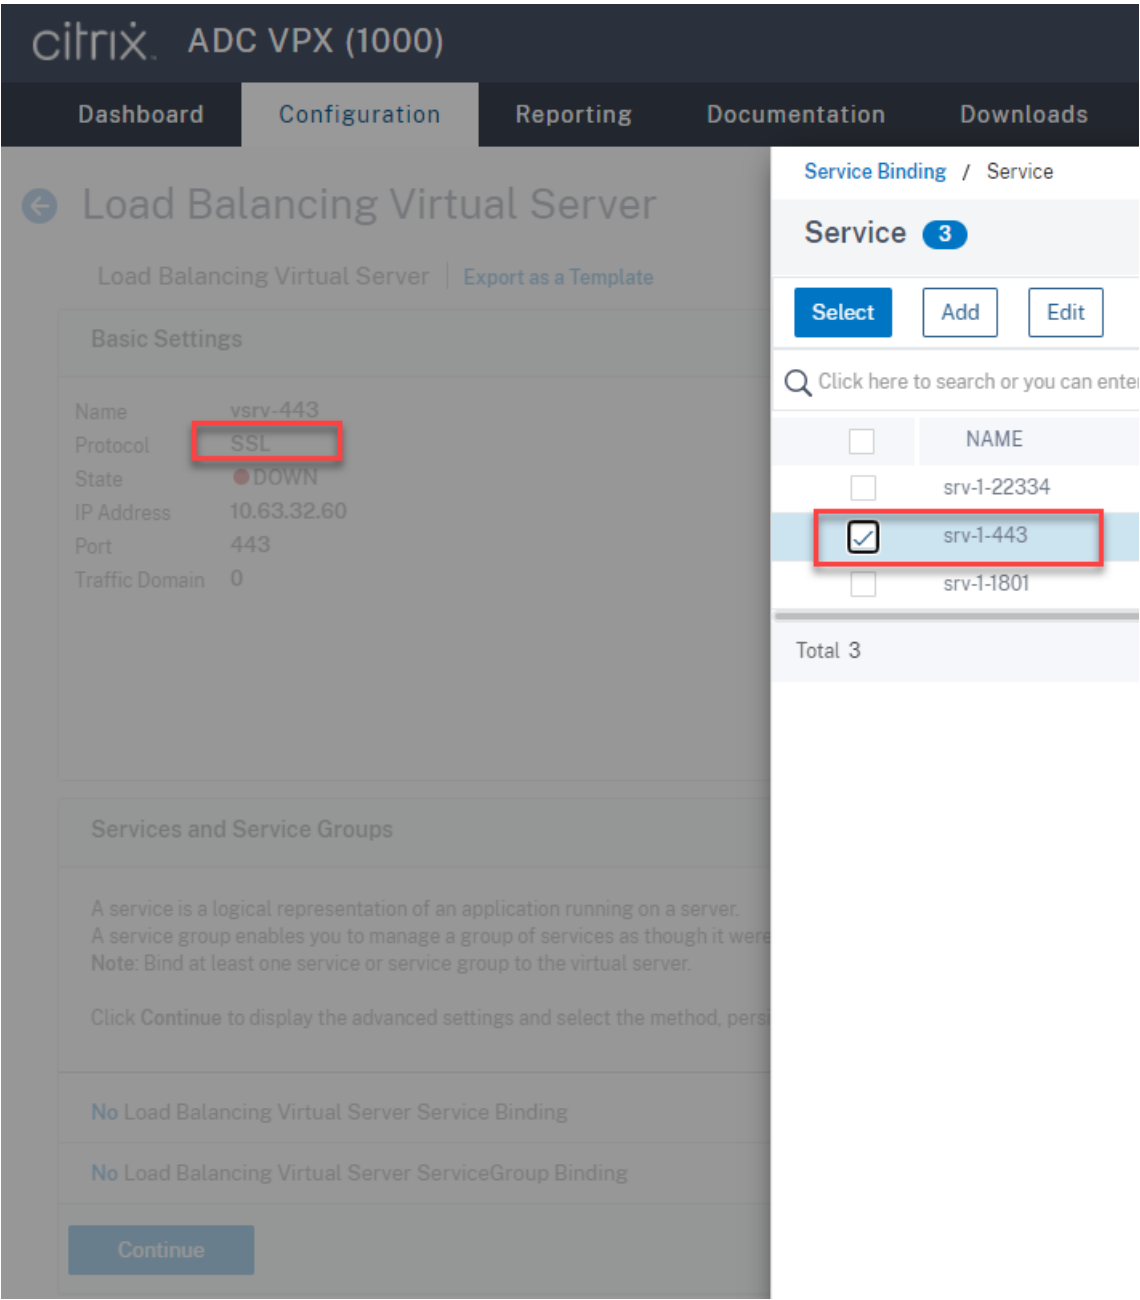 citrix. ADC VPX (1000)
Dashboard Configuration Reporting Documentation Downloads
Load Balancing Virtual Server
Load Balancing Virtual Server Export as a Template
Basic Settings
Name vsrv-443
Protocol SSL
State DOWN
IP Address 10.63.32.60
Port 443
Traffic Domain 0
Services and Service Groups
A service is a logical representation of an application running on a server.
A service group enables you to manage a group of services as though it were
Note: Bind at least one service or service group to the virtual server.
Click Continue to display the advanced settings and select the method, pers
No Load Balancing Virtual Server Service Binding
No Load Balancing Virtual Server ServiceGroup Binding
Continue
Service Binding / Service
Service 3
Select Add Edit
Click here to search or you can enter
NAME
srv-1-22334
srv-1-443
srv-1-1801
Total 3